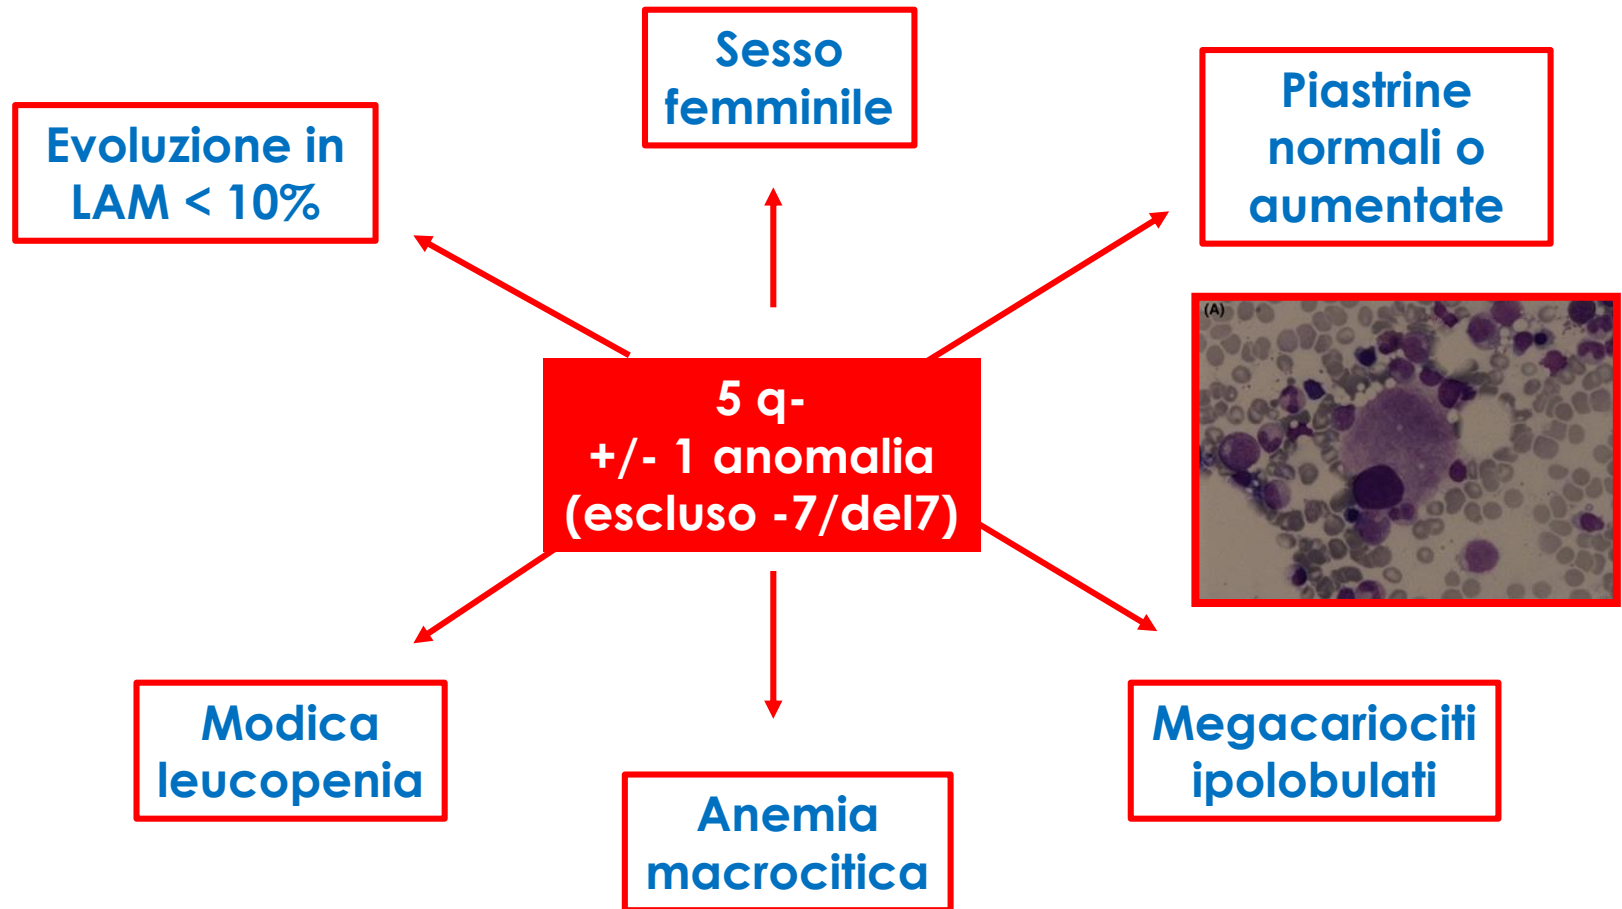 Sesso
femminile
Evoluzione in
LAM < 10%
Piastrine
normali o
aumentate
(A)
5 q-
+/- 1 anomalia
(escluso -7/del7)
Modica
leucopenia
Anemia
macrocitica
Megacariociti
ipolobulati